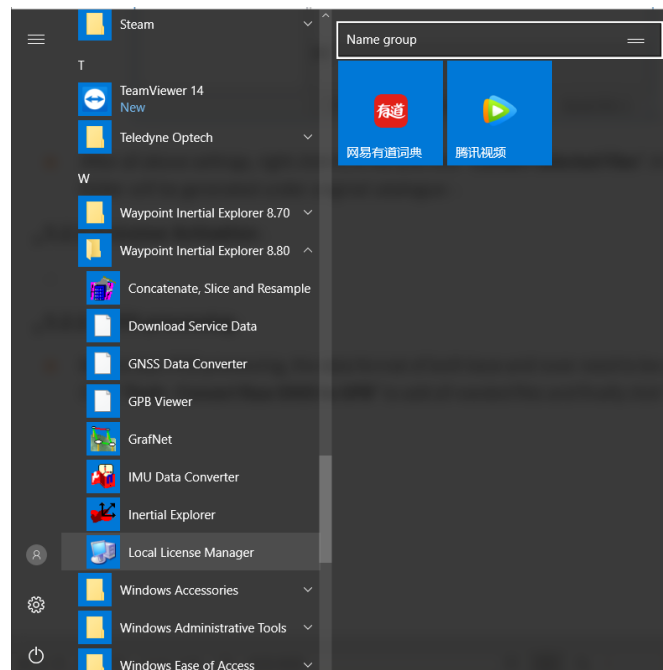 Steam
T
TeamViewer 14
New
Teledyne Optech
W
Waypoint Inertial Explorer 8.70
Waypoint Inertial Explorer 8.80
Concatenate, Slice and Resample
Download Service Data
GNSS Data Converter
GPB Viewer
GrafNet
IMU Data Converter
Inertial Explorer
Local License Manager
Windows Accessories
Windows Administrative Tools
Windows Ease of Access
Name group
有道
网易有道词典
腾讯视频